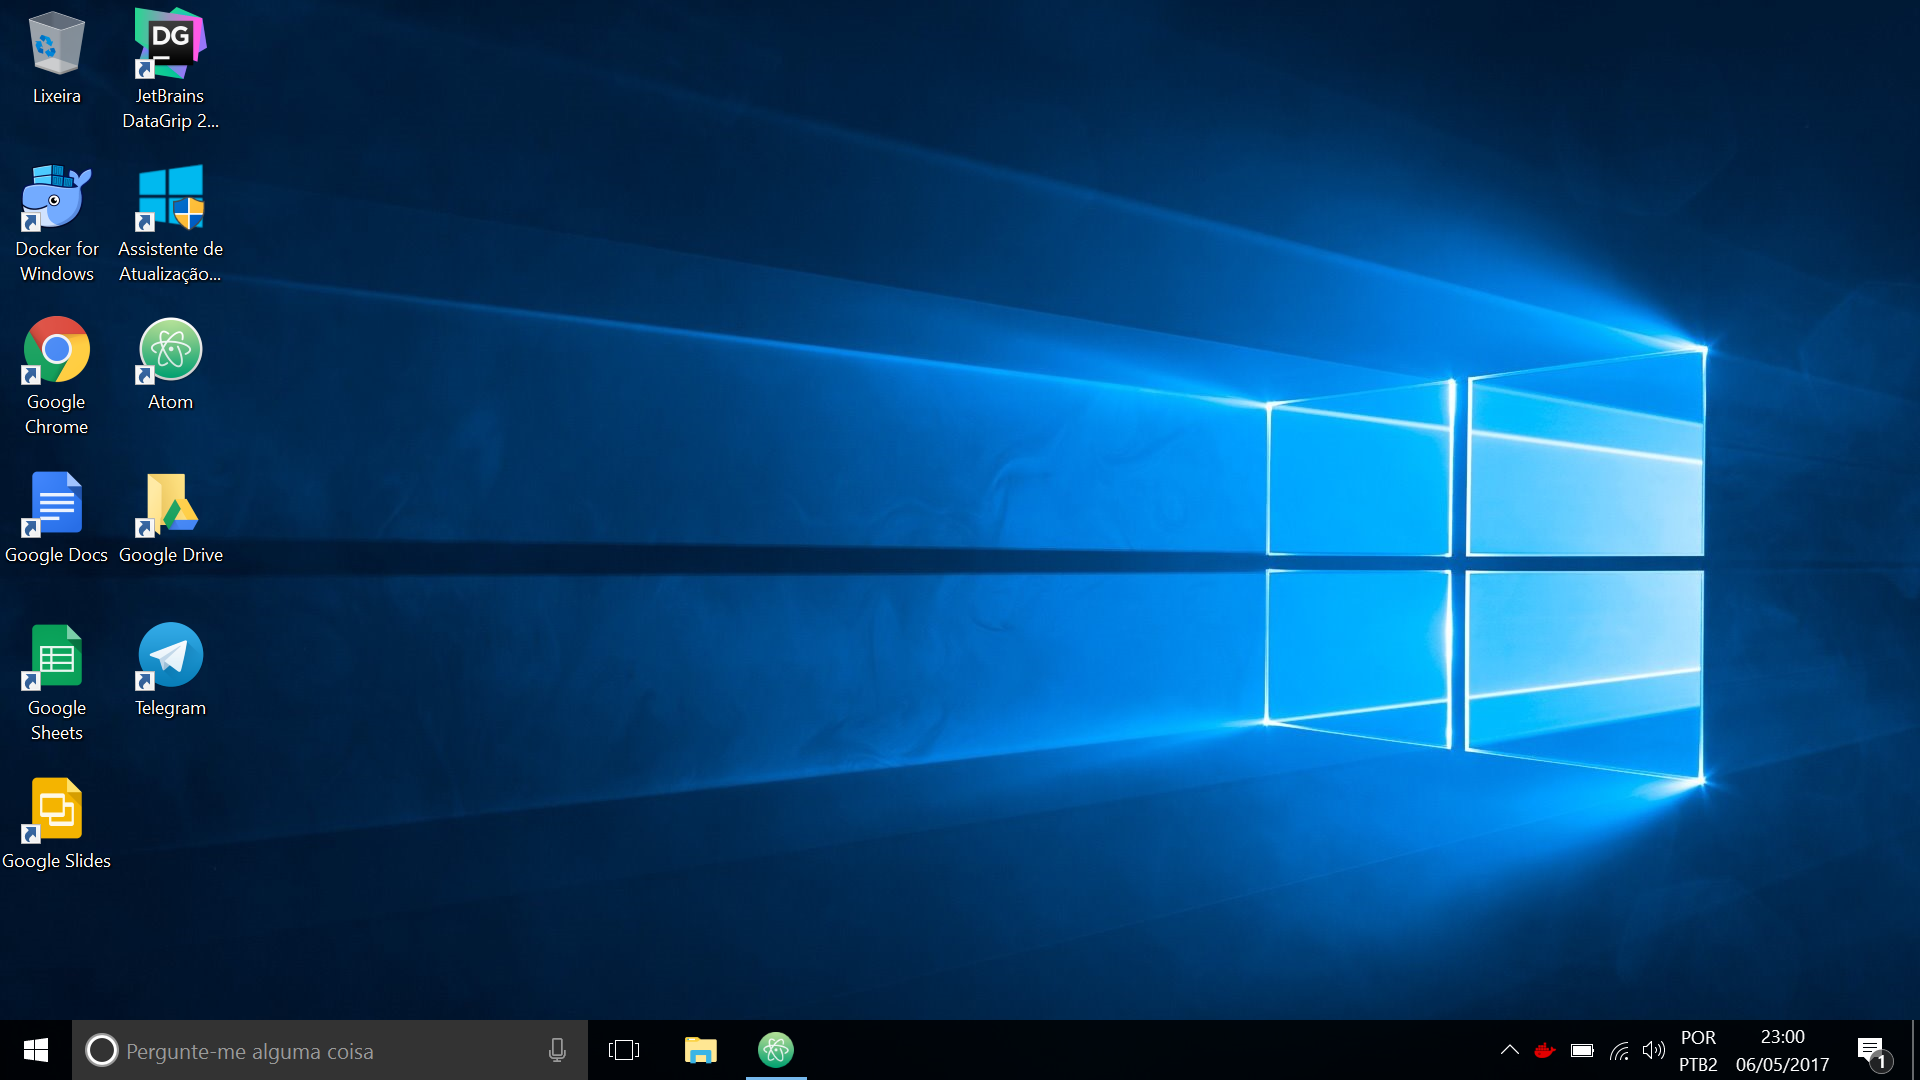 Lixeira
DG
JetBrains
DataGrip 2...
Docker for
Windows
Assistente de
Atualização...
Google
Chrome
Atom
Google Docs
Google Drive
Google
Sheets
Telegram
Google Slides
Pergunte-me alguma coisa
POR
PTB2
23:00
06/05/2017
1